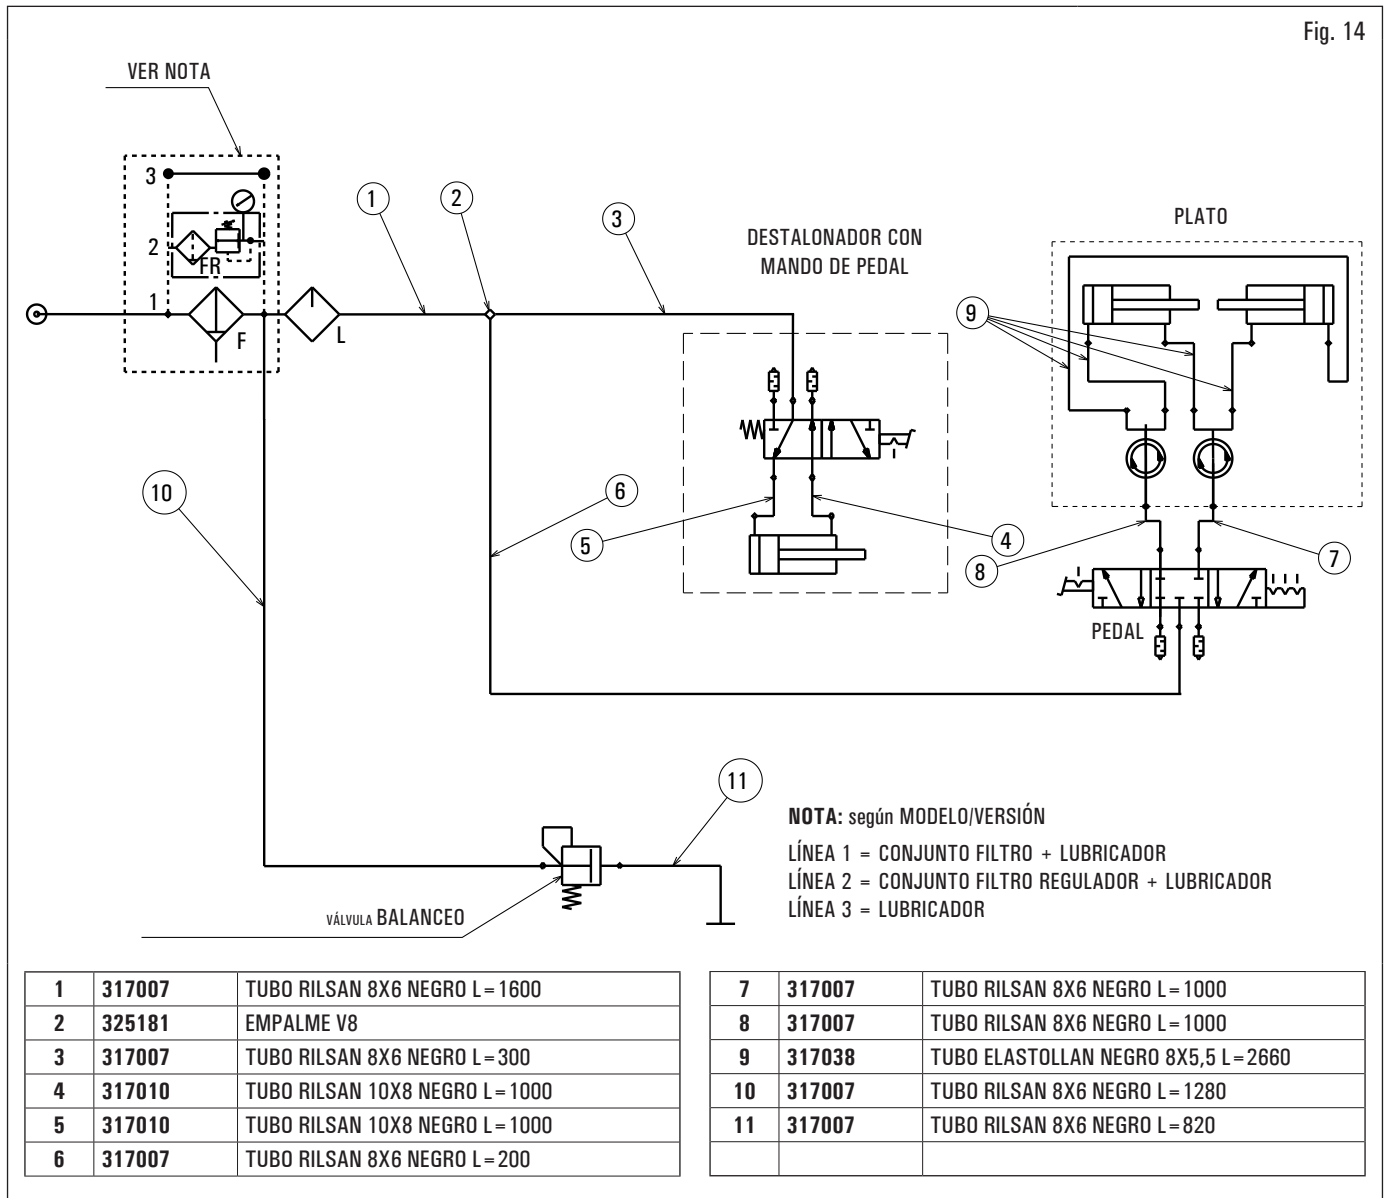 Fig. 14
VER NOTA
3
2
FR
1
F
L
1
2
3
DESTALONADOR CON
MANDO DE PEDAL
PLATO
9
10
6
5
4
8
7
PEDAL
11
VÁLVULA BALANCEO
NOTA: según MODELO/VERSIÓN
LÍNEA 1 = CONJUNTO FILTRO + LUBRICADOR
LÍNEA 2 = CONJUNTO FILTRO REGULADOR + LUBRICADOR
LÍNEA 3 = LUBRICADOR
1 317007 TUBO RILSAN 8X6 NEGRO L=1600
2 325181 EMPALME V8
3 317007 TUBO RILSAN 8X6 NEGRO L=300
4 317010 TUBO RILSAN 10X8 NEGRO L=1000
5 317010 TUBO RILSAN 10X8 NEGRO L=1000
6 317007 TUBO RILSAN 8X6 NEGRO L=200
7 317007 TUBO RILSAN 8X6 NEGRO L=1000
8 317007 TUBO RILSAN 8X6 NEGRO L=1000
9 317038 TUBO ELASTOLLAN NEGRO 8X5,5 L=2660
10 317007 TUBO RILSAN 8X6 NEGRO L=1280
11 317007 TUBO RILSAN 8X6 NEGRO L=820